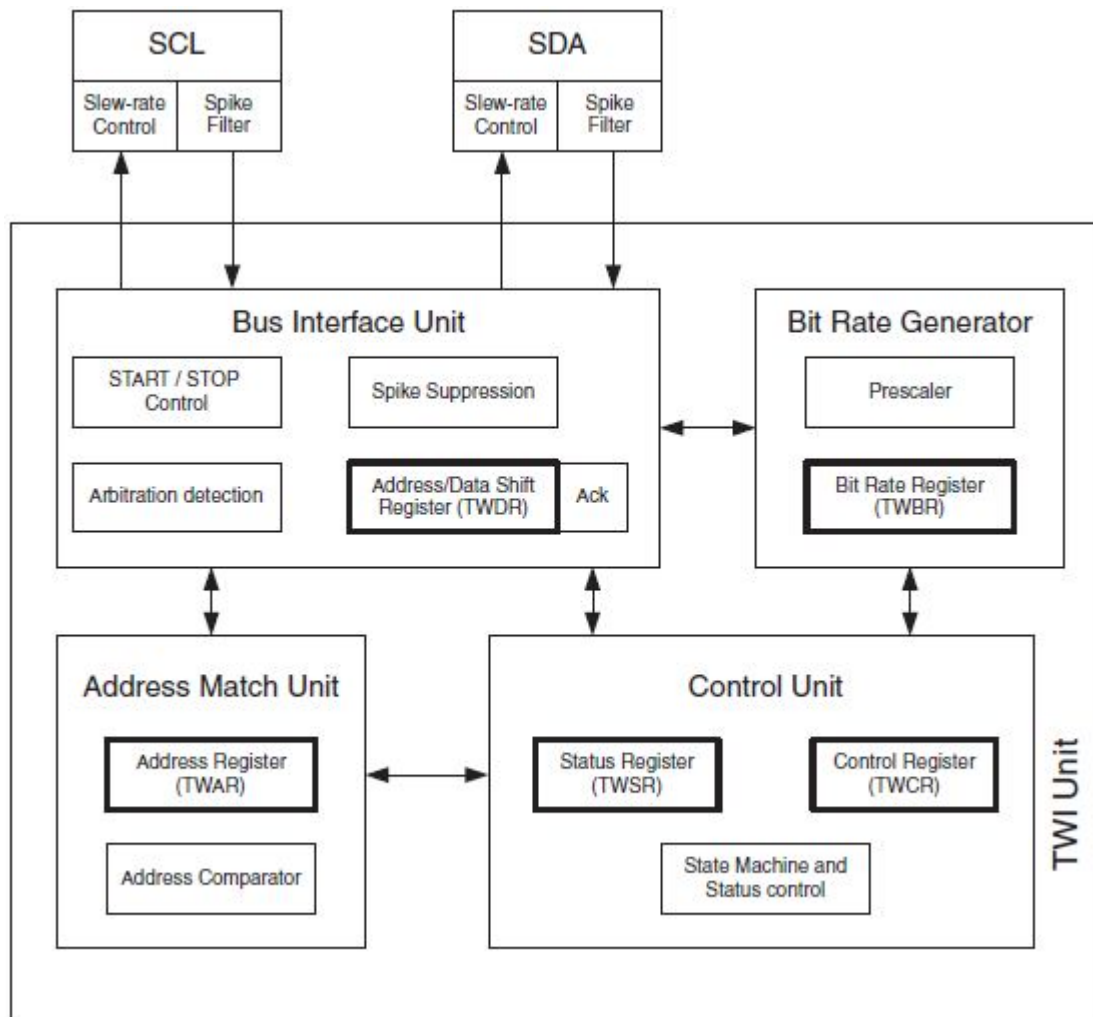 SCL
SDA
Slew-rate
Control
Spike
Filter
Slew-rate
Control
Spike
Filter
Bus Interface Unit
START / STOP
Control
Spike Suppression
Arbitration detection
Address/Data Shift
Register (TWDR)
Ack
Bit Rate Generator
Prescaler
Bit Rate Register
(TWBR)
Address Match Unit
Address Register
(TWAR)
Address Comparator
Control Unit
Status Register
(TWSR)
Control Register
(TWCR)
State Machine and
Status control
TWI Unit